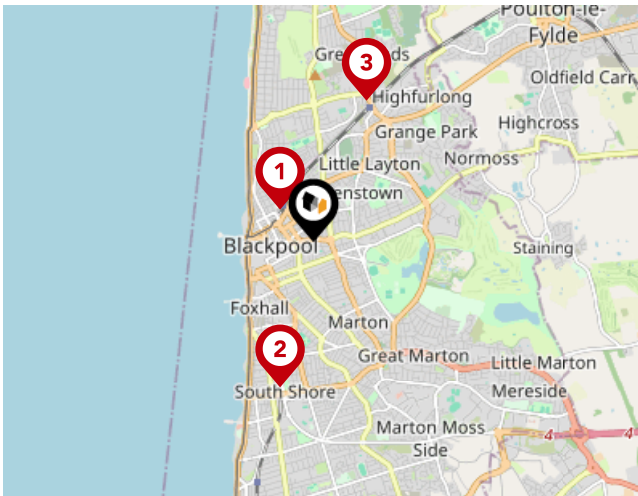 Poulton-le-
Fylde
3
Oldfield Carr
Highfurlong
Highcross
Grange Park
Normoss
Little Layton
1
Blackpool
Staining
Foxhall
Marton
2
Great Marton
Little Marton
South Shore
Mereside
Marton Moss
Side
4
4